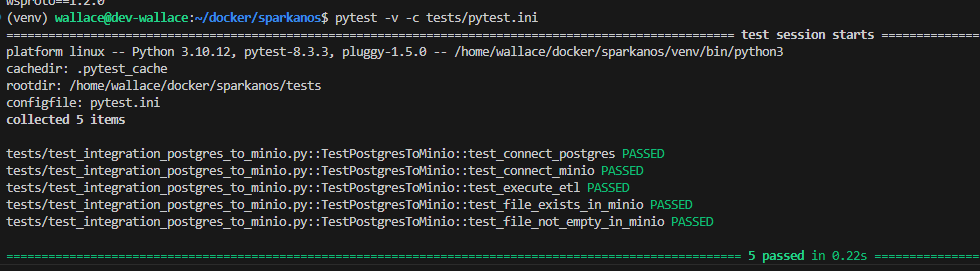 wsproto==1.2.0
(venv) wallace@dev-wallace:~/docker/sparkanos$ pytest -v -c tests/pytest.ini
================================================================================ test session starts ==============
platform linux -- Python 3.10.12, pytest-8.3.3, pluggy-1.5.0 -- /home/wallace/docker/sparkanos/venv/bin/python3
cachedir: .pytest_cache
rootdir: /home/wallace/docker/sparkanos/tests
configfile: pytest.ini
collected 5 items
tests/test_integration_postgres_to_minio.py::TestPostgresToMinio::test_connect_postgres PASSED
tests/test_integration_postgres_to_minio.py::TestPostgresToMinio::test_connect_minio PASSED
tests/test_integration_postgres_to_minio.py::TestPostgresToMinio::test_execute_etl PASSED
tests/test_integration_postgres_to_minio.py::TestPostgresToMinio::test_file_exists_in_minio PASSED
tests/test_integration_postgres_to_minio.py::TestPostgresToMinio::test_file_not_empty_in_minio PASSED
================================================================================= 5 passed in 0.22s ===============